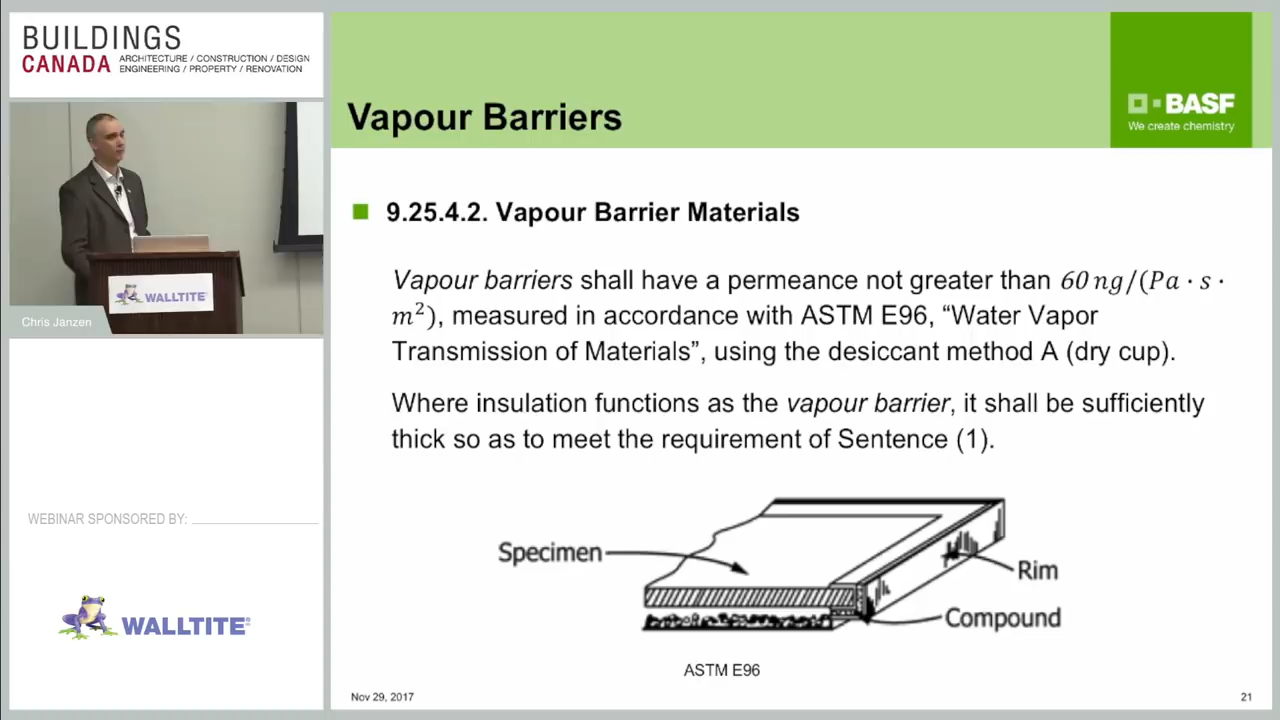 BUILDINGS
CANADA
ARCHITECTURE / CONSTRUCTION / DESIGN
ENGINEERING / PROPERTY / RENOVATION
WALLTITE
Chris Janzen
WEBINAR SPONSORED BY:
WALLTITE®
Vapour Barriers
BASF
We create chemistry
9.25.4.2. Vapour Barrier Materials
Vapour barriers shall have a permeance not greater than 60 ng/(Pa · s ·
m²), measured in accordance with ASTM E96, “Water Vapor
Transmission of Materials”, using the desiccant method A (dry cup).
Where insulation functions as the vapour barrier, it shall be sufficiently
thick so as to meet the requirement of Sentence (1).
Specimen
Rim
Compound
ASTM E96
Nov 29, 2017
21